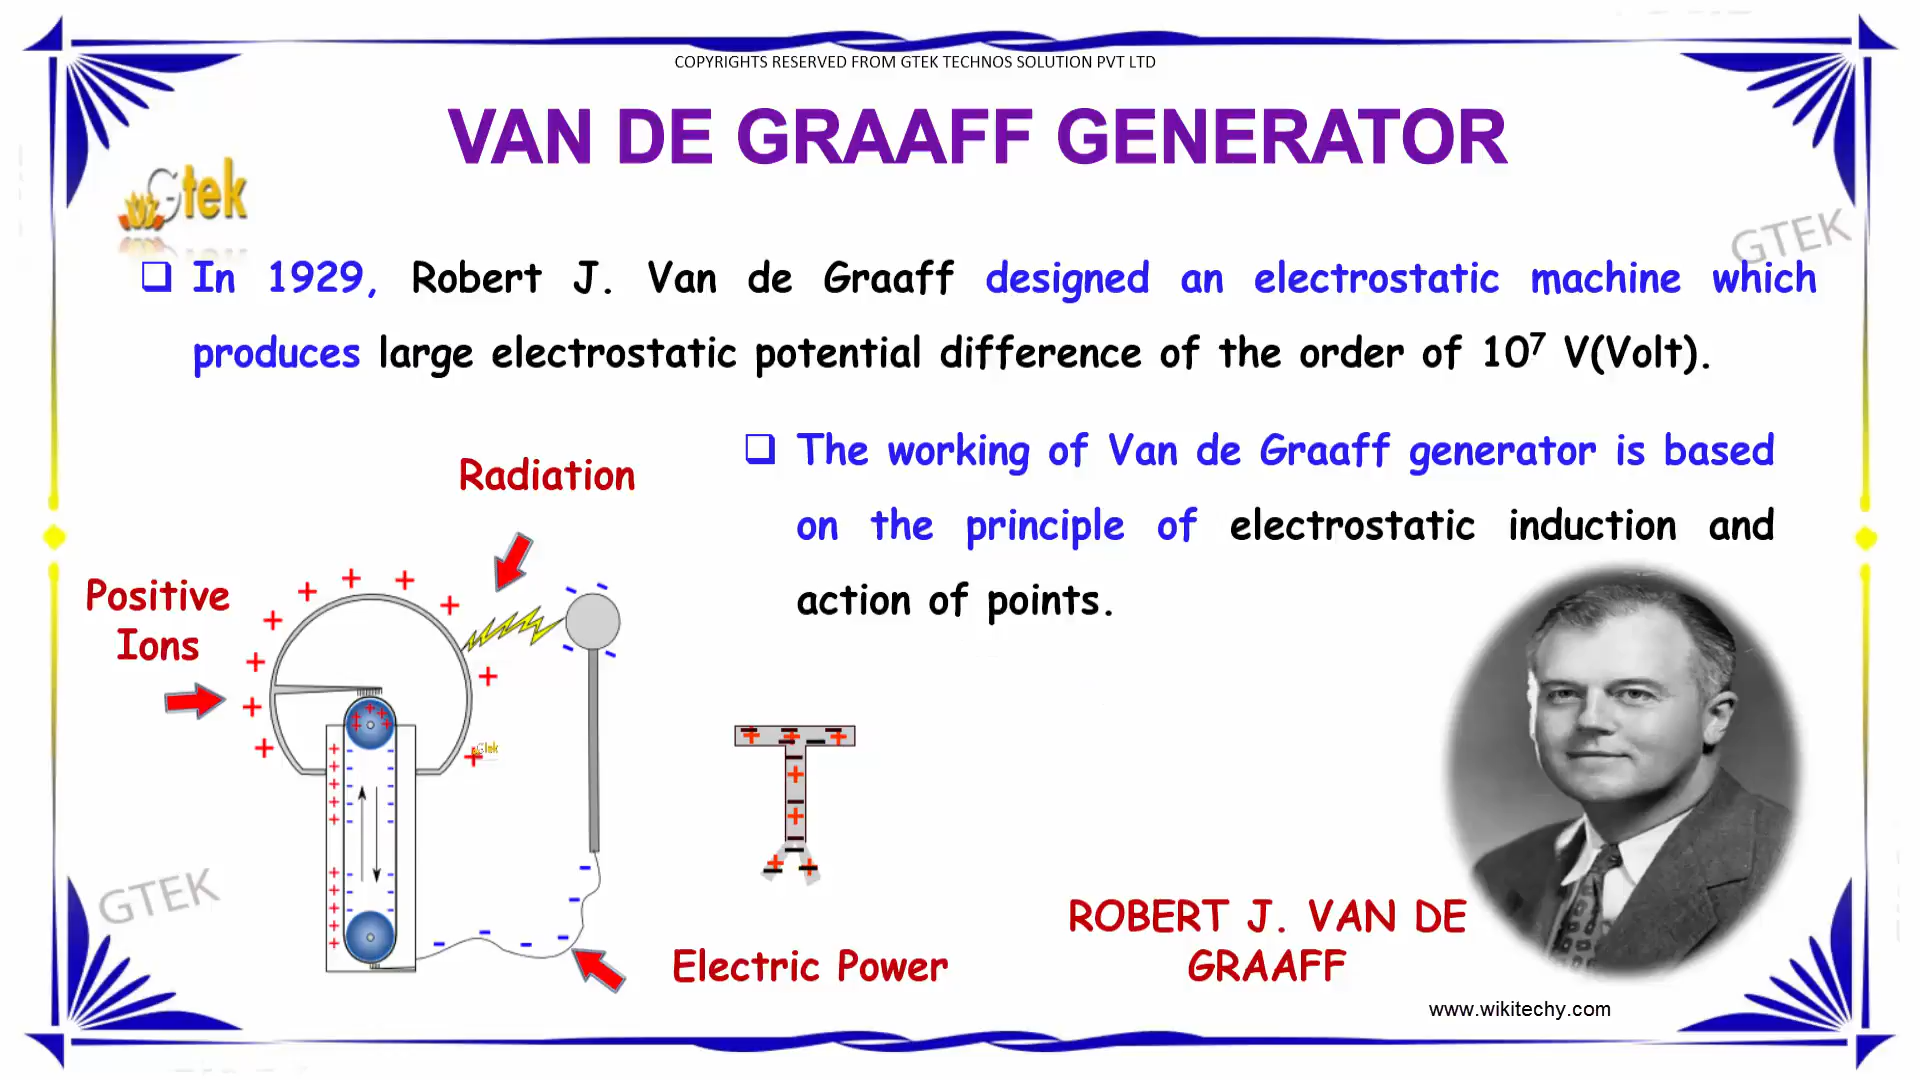 COPYRIGHTS RESERVED FROM GTEK TECHNOS SOLUTION PVT LTD
VAN DE GRAAFF GENERATOR
Gtek
GTEK
In 1929, Robert J. Van de Graaff designed an electrostatic machine which
produces large electrostatic potential difference of the order of 10⁷ V(Volt).
The working of Van de Graaff generator is based
on the principle of electrostatic induction and
action of points.
Radiation
Positive
Ions
Gtek
GTEK
Electric Power
ROBERT J. VAN DE
GRAAFF
www.wikitechy.com